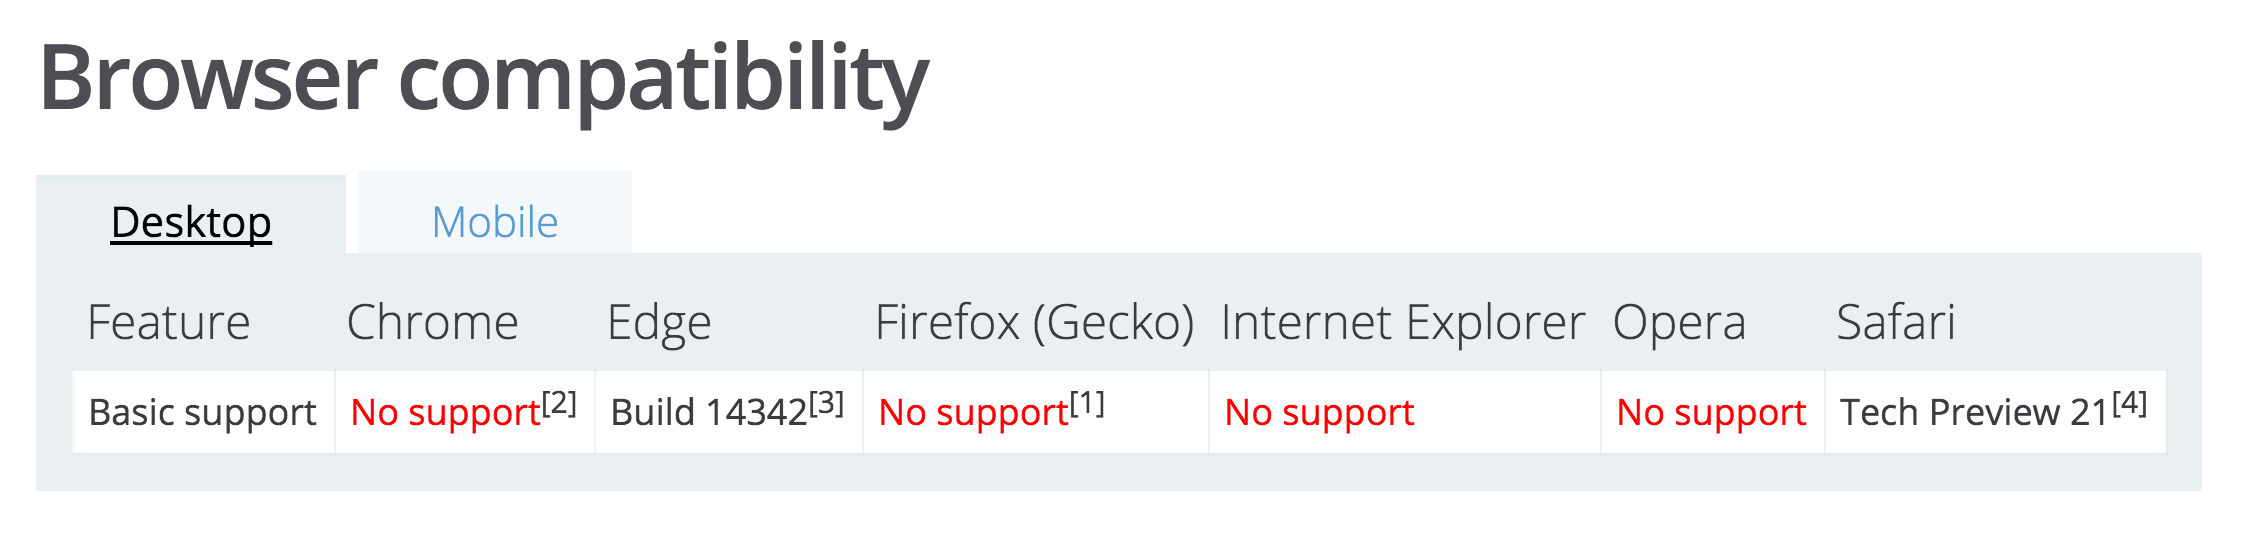 Browser compatibility
Desktop Mobile
Feature Chrome Edge Firefox (Gecko) Internet Explorer Opera Safari
Basic support No support[2] Build 14342[3] No support[1] No support No support Tech Preview 21[4]